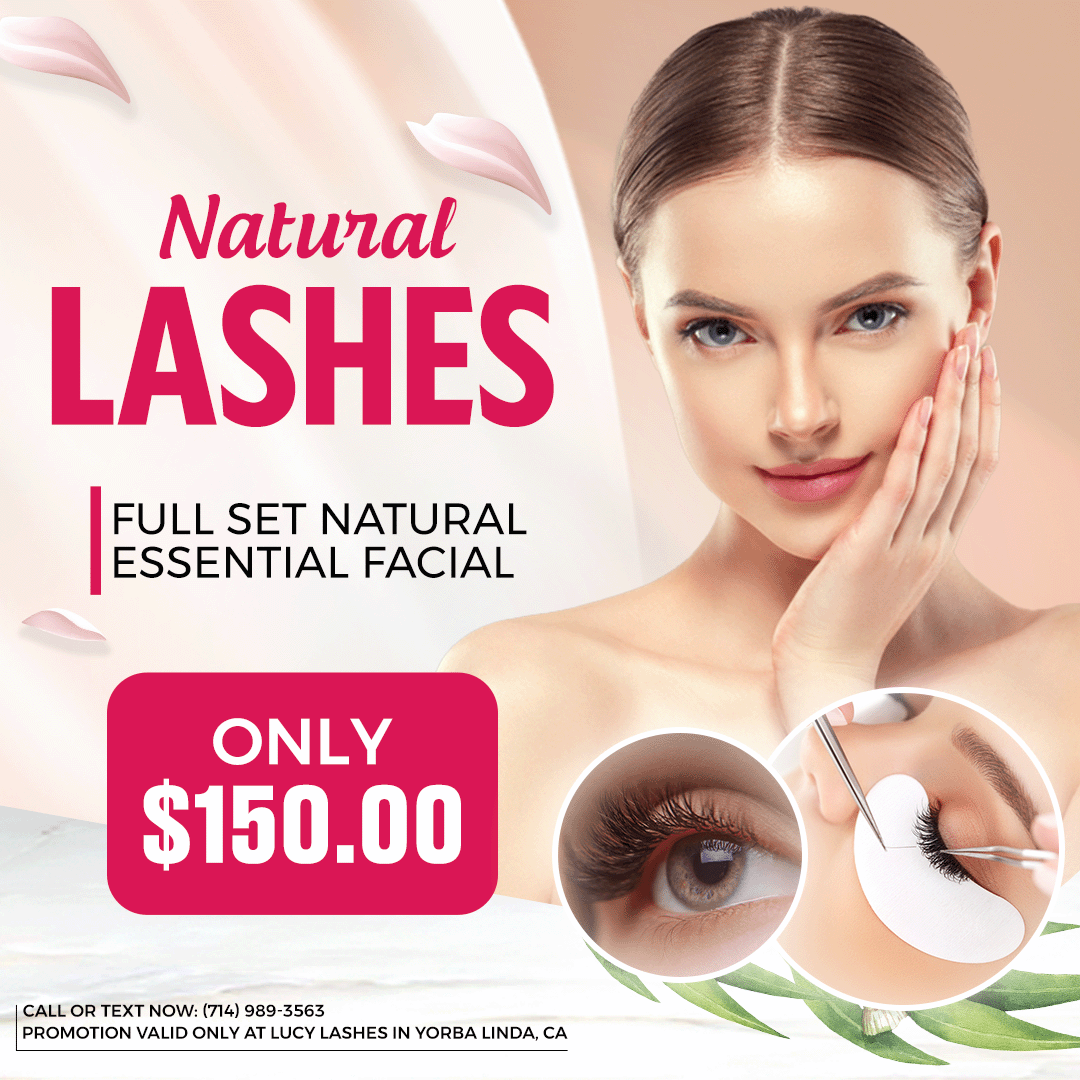 Natural
LASHES
FULL SET NATURAL
ESSENTIAL FACIAL
ONLY
$150.00
CALL OR TEXT NOW: (714) 989-3563
PROMOTION VALID ONLY AT LUCY LASHES IN YORBA LINDA, CA